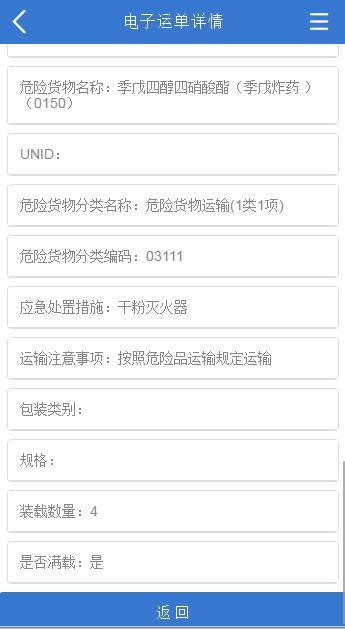 电子运单详情
危险货物名称：季戊四醇四硝酸酯（季戊炸药 ）
（0150）
UNID：
危险货物分类名称：危险货物运输(1类1项)
危险货物分类编码：03111
应急处置措施：干粉灭火器
运输注意事项：按照危险品运输规定运输
包装类别：
规格：
装载数量：4
是否满载：是
返回